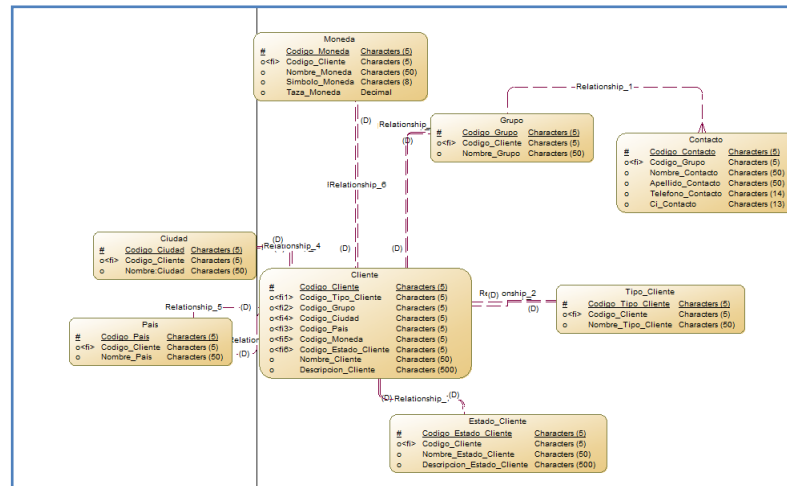 Moneda
# Codigo_Moneda Characters (5)
o<fi> Codigo_Cliente Characters (5)
o Nombre_Moneda Characters (50)
o Simbolo_Moneda Characters (8)
o Taza_Moneda Decimal
Relationship_1
(D)
Relationship_
(D)
Grupo
# Codigo_Grupo Characters (5)
o<fi> Codigo_Cliente Characters (5)
o Nombre_Grupo Characters (50)
Contacto
# Codigo_Contacto Characters (5)
o<fi> Codigo_Grupo Characters (5)
o Nombre_Contacto Characters (50)
o Apellido_Contacto Characters (50)
o Telefono_Contacto Characters (14)
o Ci_Contacto Characters (13)
Relationship_6
Ciudad
# Codigo_Ciudad Characters (5)
o<fi> Codigo_Cliente Characters (5)
o Nombre:Ciudad Characters (50)
(D)
Relationship_4
(D)
(D)
(D)
Cliente
# Codigo_Cliente Characters (5)
o<fi1> Codigo_Tipo_Cliente Characters (5)
o<fi2> Codigo_Grupo Characters (5)
o<fi4> Codigo_Ciudad Characters (5)
o<fi3> Codigo_Pais Characters (5)
o<fi5> Codigo_Moneda Characters (5)
o<fi6> Codigo_Estado_Cliente Characters (5)
o Nombre_Cliente Characters (50)
o Descripcion_Cliente Characters (500)
(D)
onship_2
(D)
Tipo_Cliente
# Codigo_Tipo_Cliente Characters (5)
o<fi> Codigo_Cliente Characters (5)
o Nombre_Tipo_Cliente Characters (50)
Relationship_5
(D)
Pais
# Codigo_Pais Characters (5)
o<fi> Codigo_Cliente Characters (5)
o Nombre_Pais Characters (50)
(D)
(D)
Relationship_
(D)
Estado_Cliente
# Codigo_Estado_Cliente Characters (5)
o<fi> Codigo_Cliente Characters (5)
o Nombre_Estado_Cliente Characters (50)
o Descripcion_Estado_Cliente Characters (500)